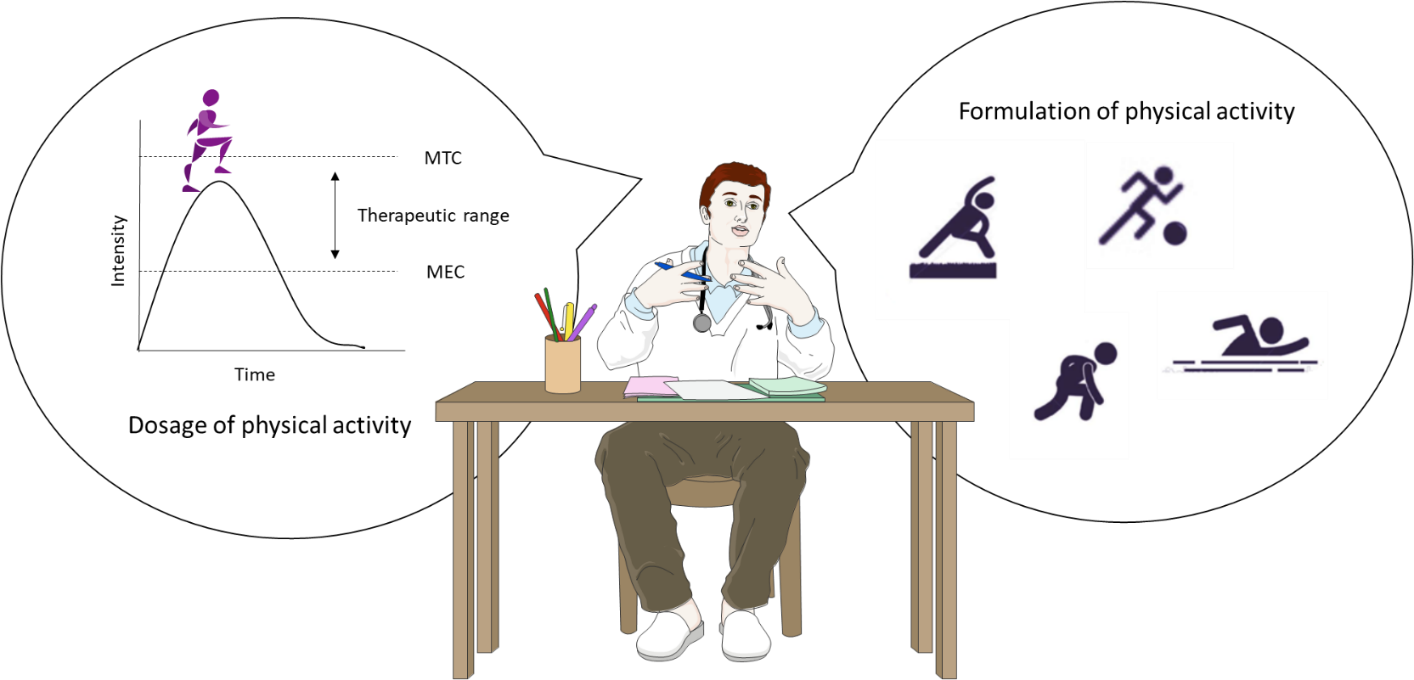 MTC
Therapeutic range
MEC
Intensity
Time
Dosage of physical activity
Formulation of physical activity